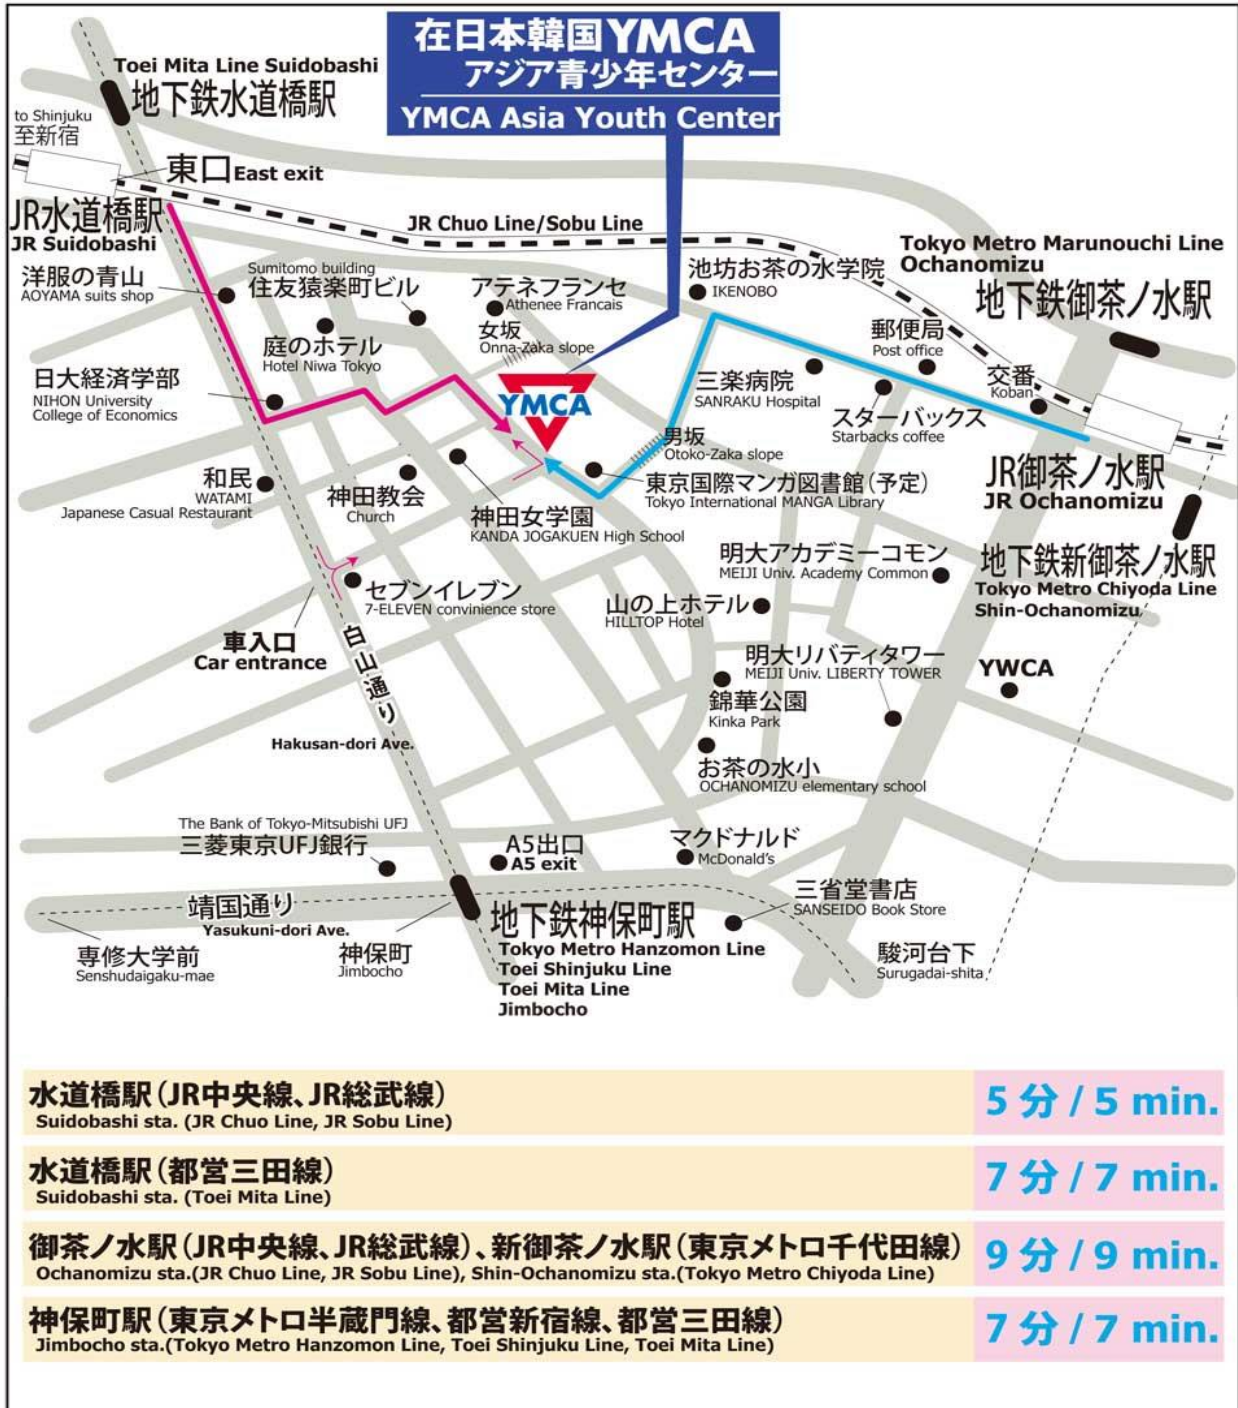 在日本韓国YMCA
アジア青少年センター
YMCA Asia Youth Center
Toei Mita Line Suidobashi
地下鉄水道橋駅
to Shinjuku
至新宿
東口East exit
JR水道橋駅
JR Suidobashi
JR Chuo Line/Sobu Line
Tokyo Metro Marunouchi Line
Ochanomizu
地下鉄御茶ノ水駅
洋服の青山
AOYAMA suits shop
Sumitomo building
住友猿楽町ビル
アテネフランセ
Athenee Francais
池坊お茶の水学院
IKENOBO
女坂
Onna-Zaka slope
庭のホテル
Hotel Niwa Tokyo
郵便局
Post office
交番
Koban
日大経済学部
NIHON University
College of Economics
YMCA
三楽病院
SANRAKU Hospital
スターバックス
Starbacks coffee
男坂
Otoko-Zaka slope
和民
WATAMI
Japanese Casual Restaurant
神田教会
Church
東京国際マンガ図書館(予定)
Tokyo International MANGA Library
JR御茶ノ水駅
JR Ochanomizu
神田女学園
KANDA JOGAKUEN High School
明大アカデミーコモン
MEIJI Univ. Academy Common
地下鉄新御茶ノ水駅
Tokyo Metro Chiyoda Line
Shin-Ochanomizu
セブンイレブン
7-ELEVEN convinience store
山の上ホテル
HILLTOP Hotel
車入口
Car entrance
白山通り
Hakusan-dori Ave.
明大リバティタワー
MEIJI Univ. LIBERTY TOWER
YWCA
錦華公園
Kinka Park
お茶の水小
OCHANOMIZU elementary school
The Bank of Tokyo-Mitsubishi UFJ
三菱東京UFJ銀行
A5出口
A5 exit
マクドナルド
McDonald's
靖国通り
Yasukuni-dori Ave.
三省堂書店
SANSEIDO Book Store
専修大学前
Senshudaigaku-mae
神保町
Jimbocho
地下鉄神保町駅
Tokyo Metro Hanzomon Line
Toei Shinjuku Line
Toei Mita Line
Jimbocho
駿河台下
Surugadai-shita
水道橋駅(JR中央線、JR総武線)
Suidobashi sta. (JR Chuo Line, JR Sobu Line)
5 分 / 5 min.
水道橋駅(都営三田線)
Suidobashi sta. (Toei Mita Line)
7 分 / 7 min.
御茶ノ水駅(JR中央線、JR総武線)、新御茶ノ水駅(東京メトロ千代田線)
Ochanomizu sta.(JR Chuo Line, JR Sobu Line), Shin-Ochanomizu sta.(Tokyo Metro Chiyoda Line)
9 分 / 9 min.
神保町駅(東京メトロ半蔵門線、都営新宿線、都営三田線)
Jimbocho sta.(Tokyo Metro Hanzomon Line, Toei Shinjuku Line, Toei Mita Line)
7 分 / 7 min.